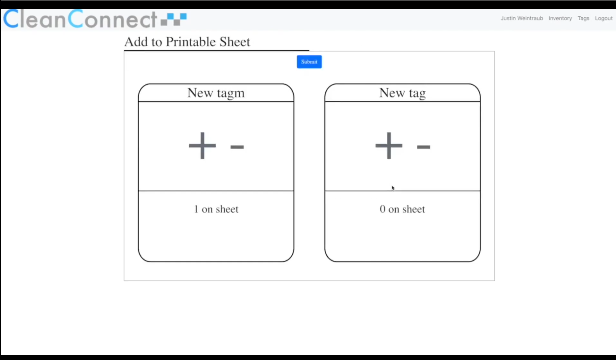 CleanConnect
Justin Weintraub Inventory Tags Logout
Add to Printable Sheet
Submit
New tagm
New tag
+ -
+ -
1 on sheet
0 on sheet